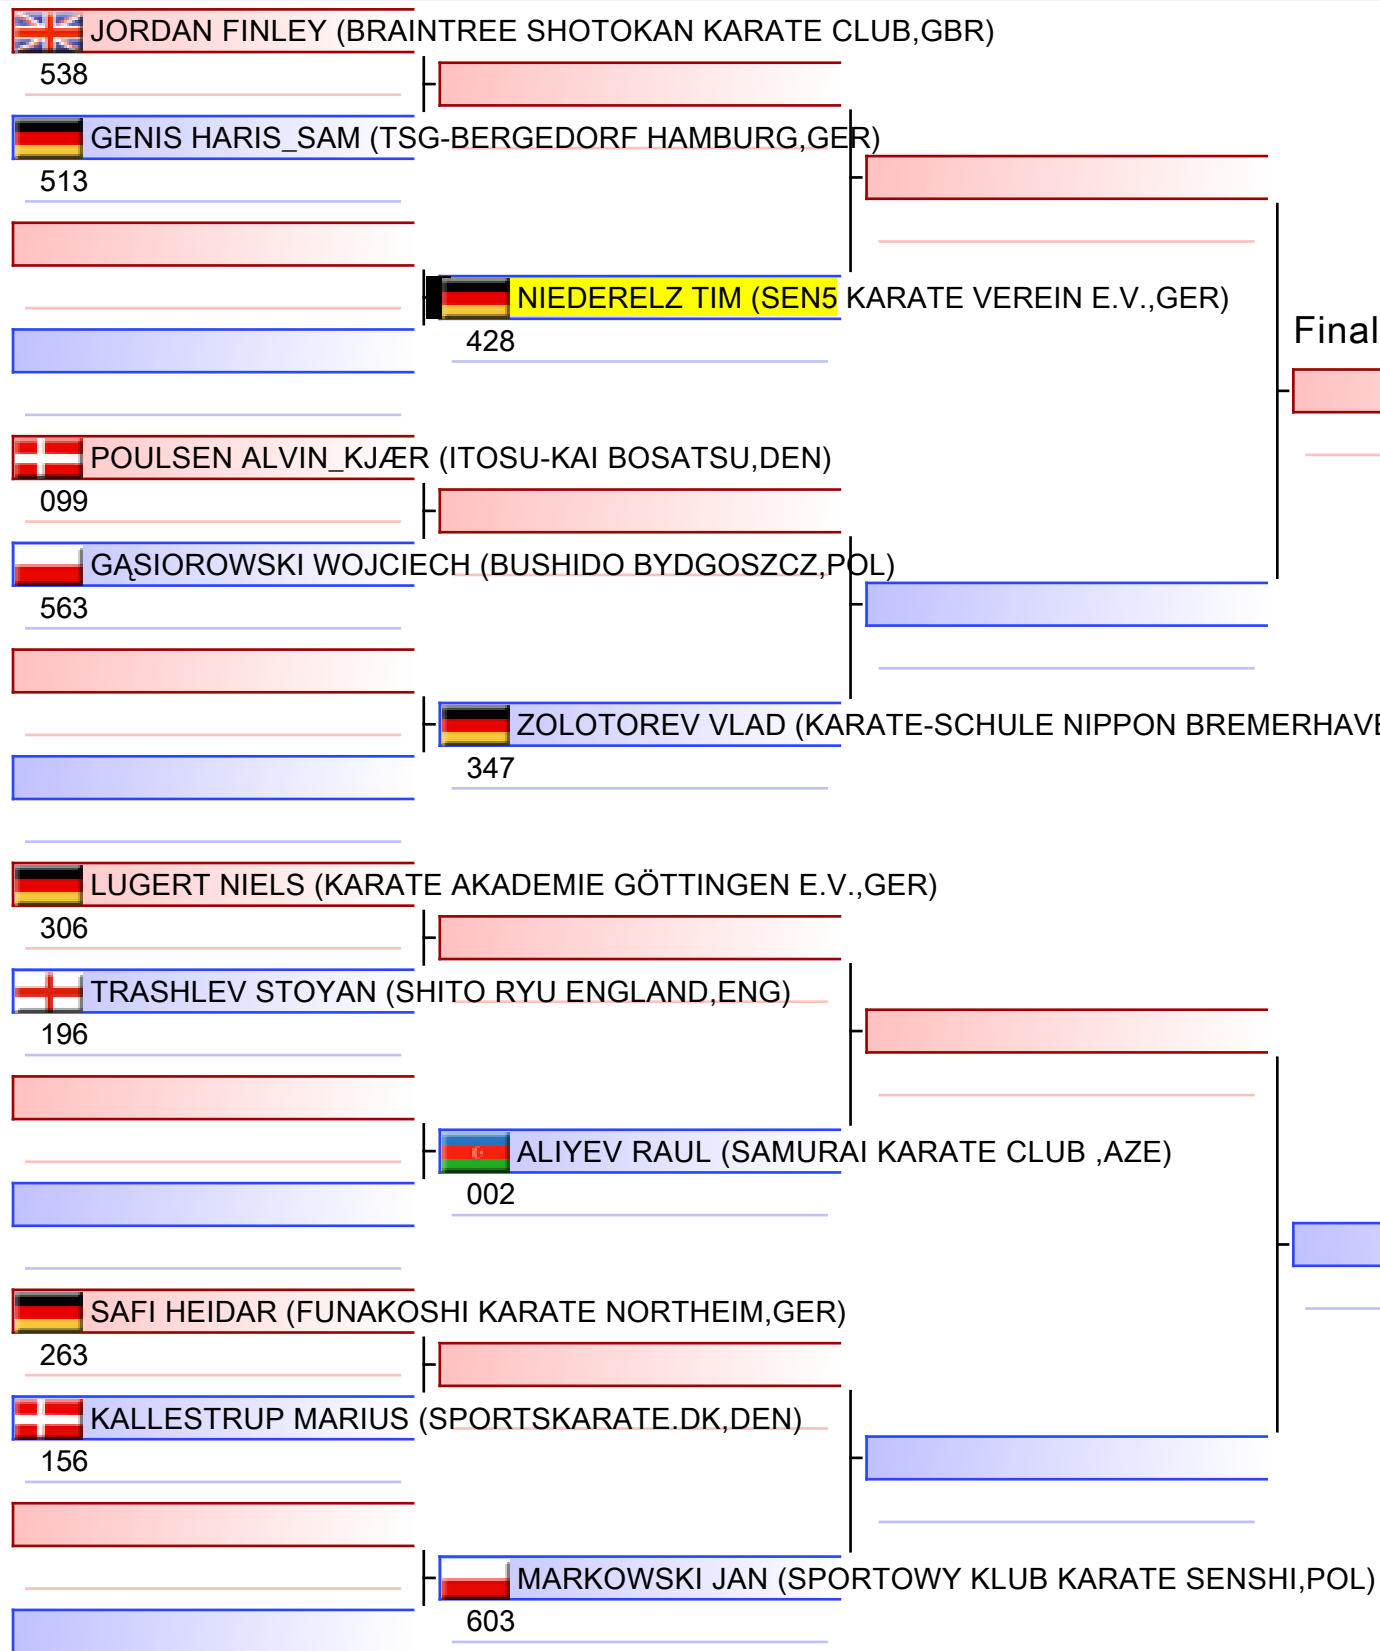 JORDAN FINLEY (BRAINTREE SHOTOKAN KARATE CLUB,GBR)
538
GENIS HARIS_SAM (TSG-BERGEDORF HAMBURG,GER)
513
NIEDERELZ TIM (SEN5 KARATE VEREIN E.V.,GER)
428
Final
POULSEN ALVIN_KJÆR (ITOSU-KAI BOSATSU,DEN)
099
GĄSIOROWSKI WOJCIECH (BUSHIDO BYDGOSZCZ,POL)
563
ZOLOTOREV VLAD (KARATE-SCHULE NIPPON BREMERHAVE
347
LUGERT NIELS (KARATE AKADEMIE GÖTTINGEN E.V.,GER)
306
TRASHLEV STOYAN (SHITO RYU ENGLAND,ENG)
196
ALIYEV RAUL (SAMURAI KARATE CLUB ,AZE)
002
SAFI HEIDAR (FUNAKOSHI KARATE NORTHEIM,GER)
263
KALLESTRUP MARIUS (SPORTSKARATE.DK,DEN)
156
MARKOWSKI JAN (SPORTOWY KLUB KARATE SENSHI,POL)
603